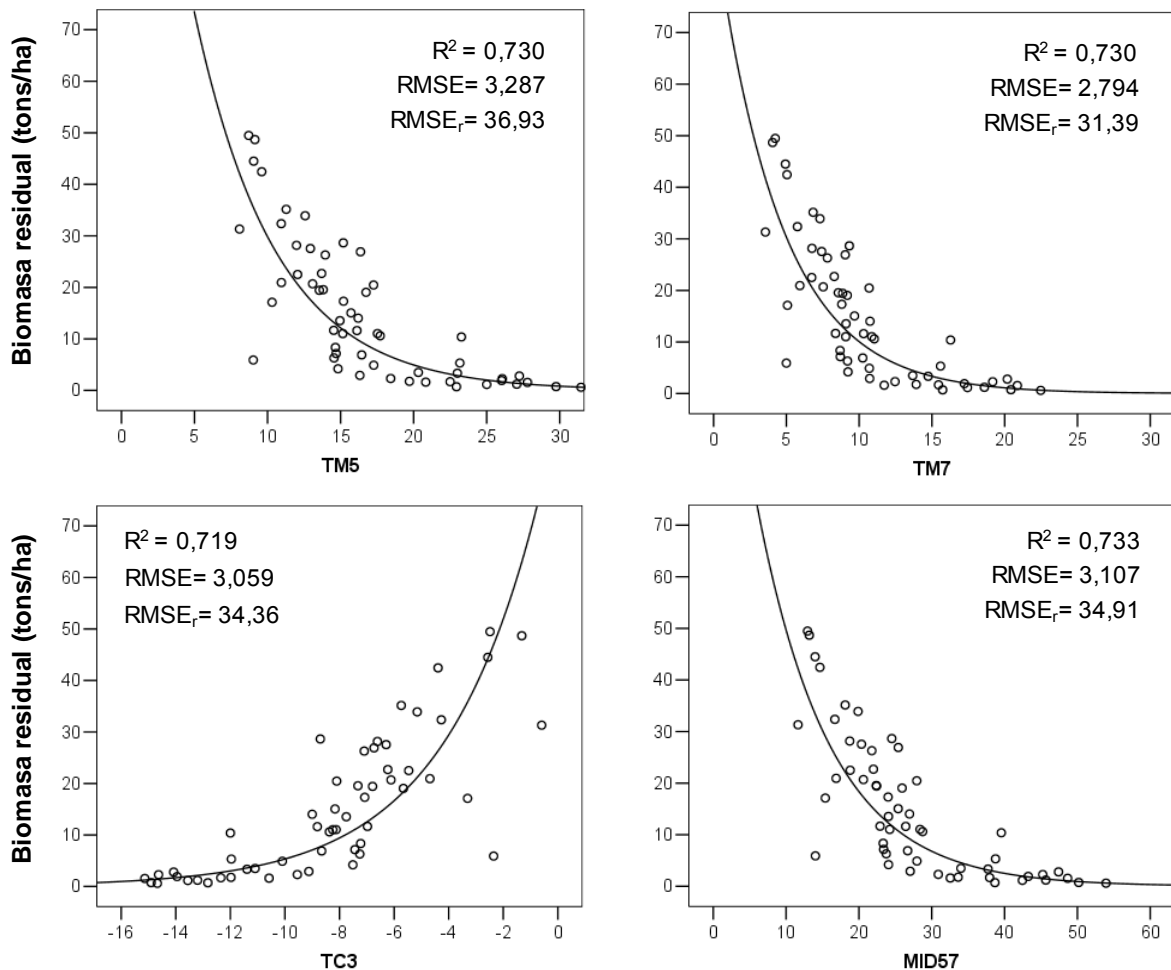 Biomasa residual (tons/ha)
70
60
50
40
30
20
10
0
R² = 0,730
RMSE= 3,287
RMSEᵣ= 36,93
0 5 10 15 20 25 30
TM5
70
60
50
40
30
20
10
0
R² = 0,730
RMSE= 2,794
RMSEᵣ= 31,39
0 5 10 15 20 25 30
TM7
Biomasa residual (tons/ha)
70
60
50
40
30
20
10
0
R² = 0,719
RMSE= 3,059
RMSEᵣ= 34,36
-16 -14 -12 -10 -8 -6 -4 -2 0
TC3
70
60
50
40
30
20
10
0
R² = 0,733
RMSE= 3,107
RMSEᵣ= 34,91
0 10 20 30 40 50 60
MID57